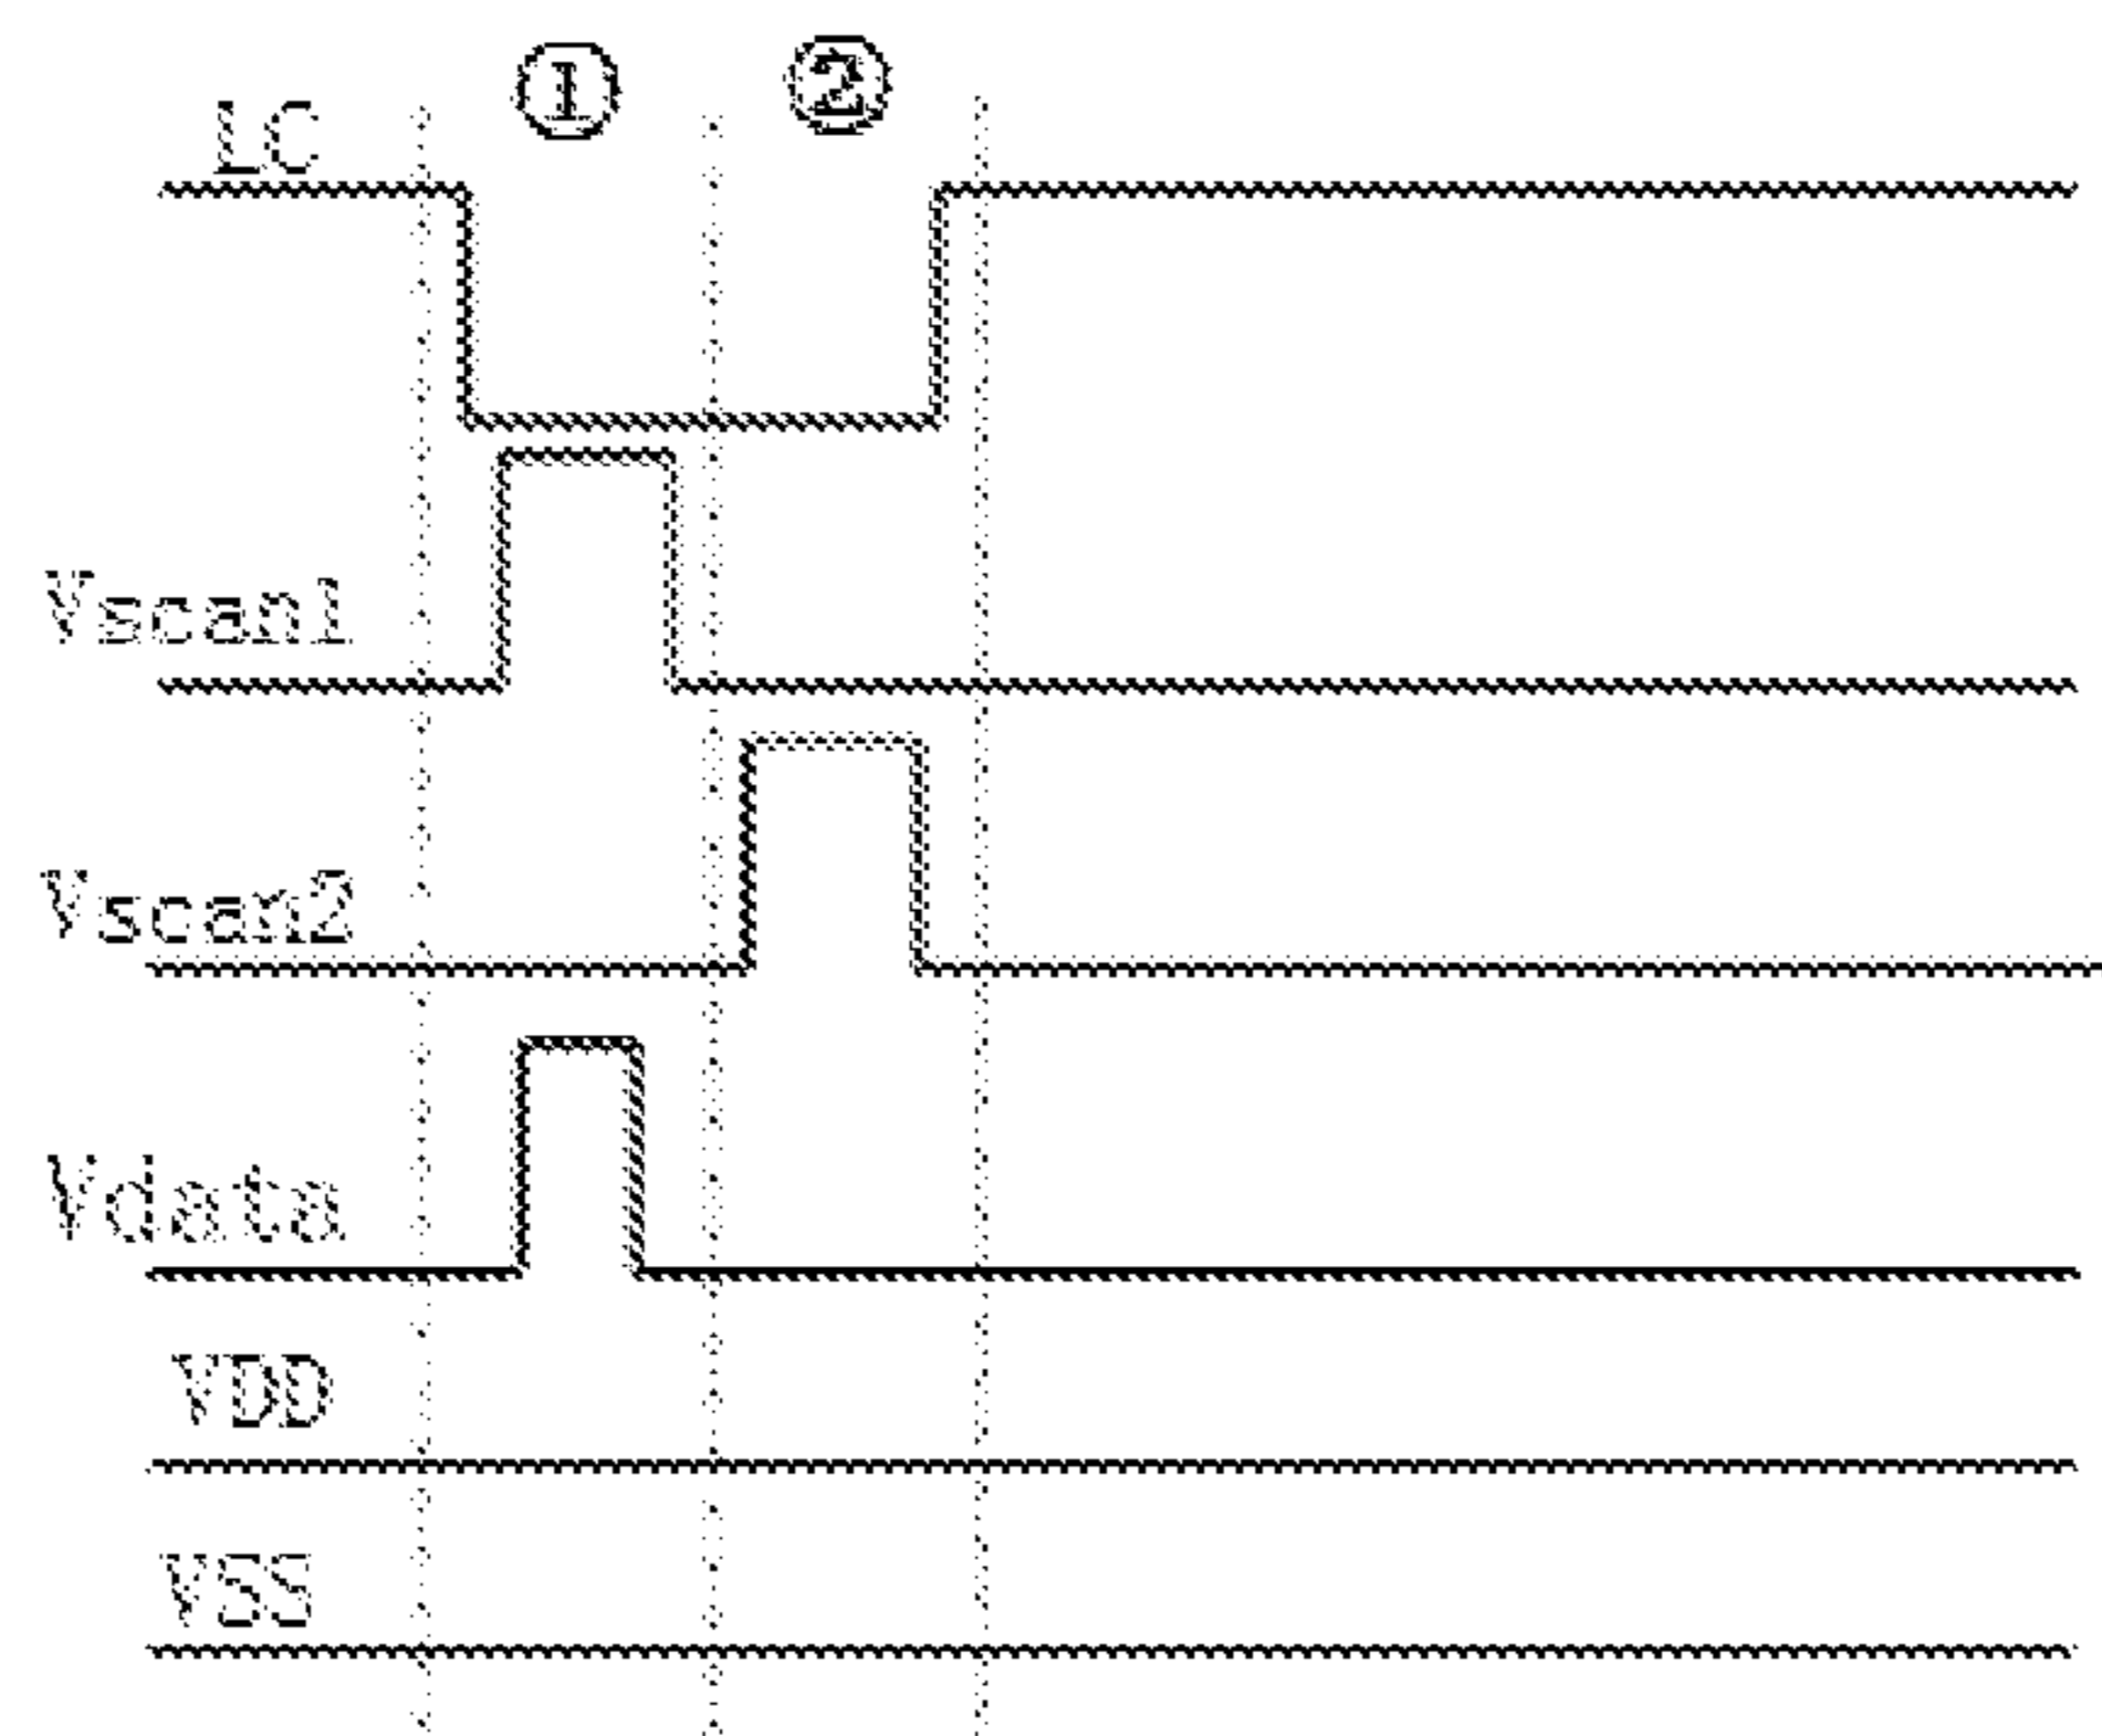 ① ②
LC
Vscan1
Vscan2
Vdata
VDD
VSS